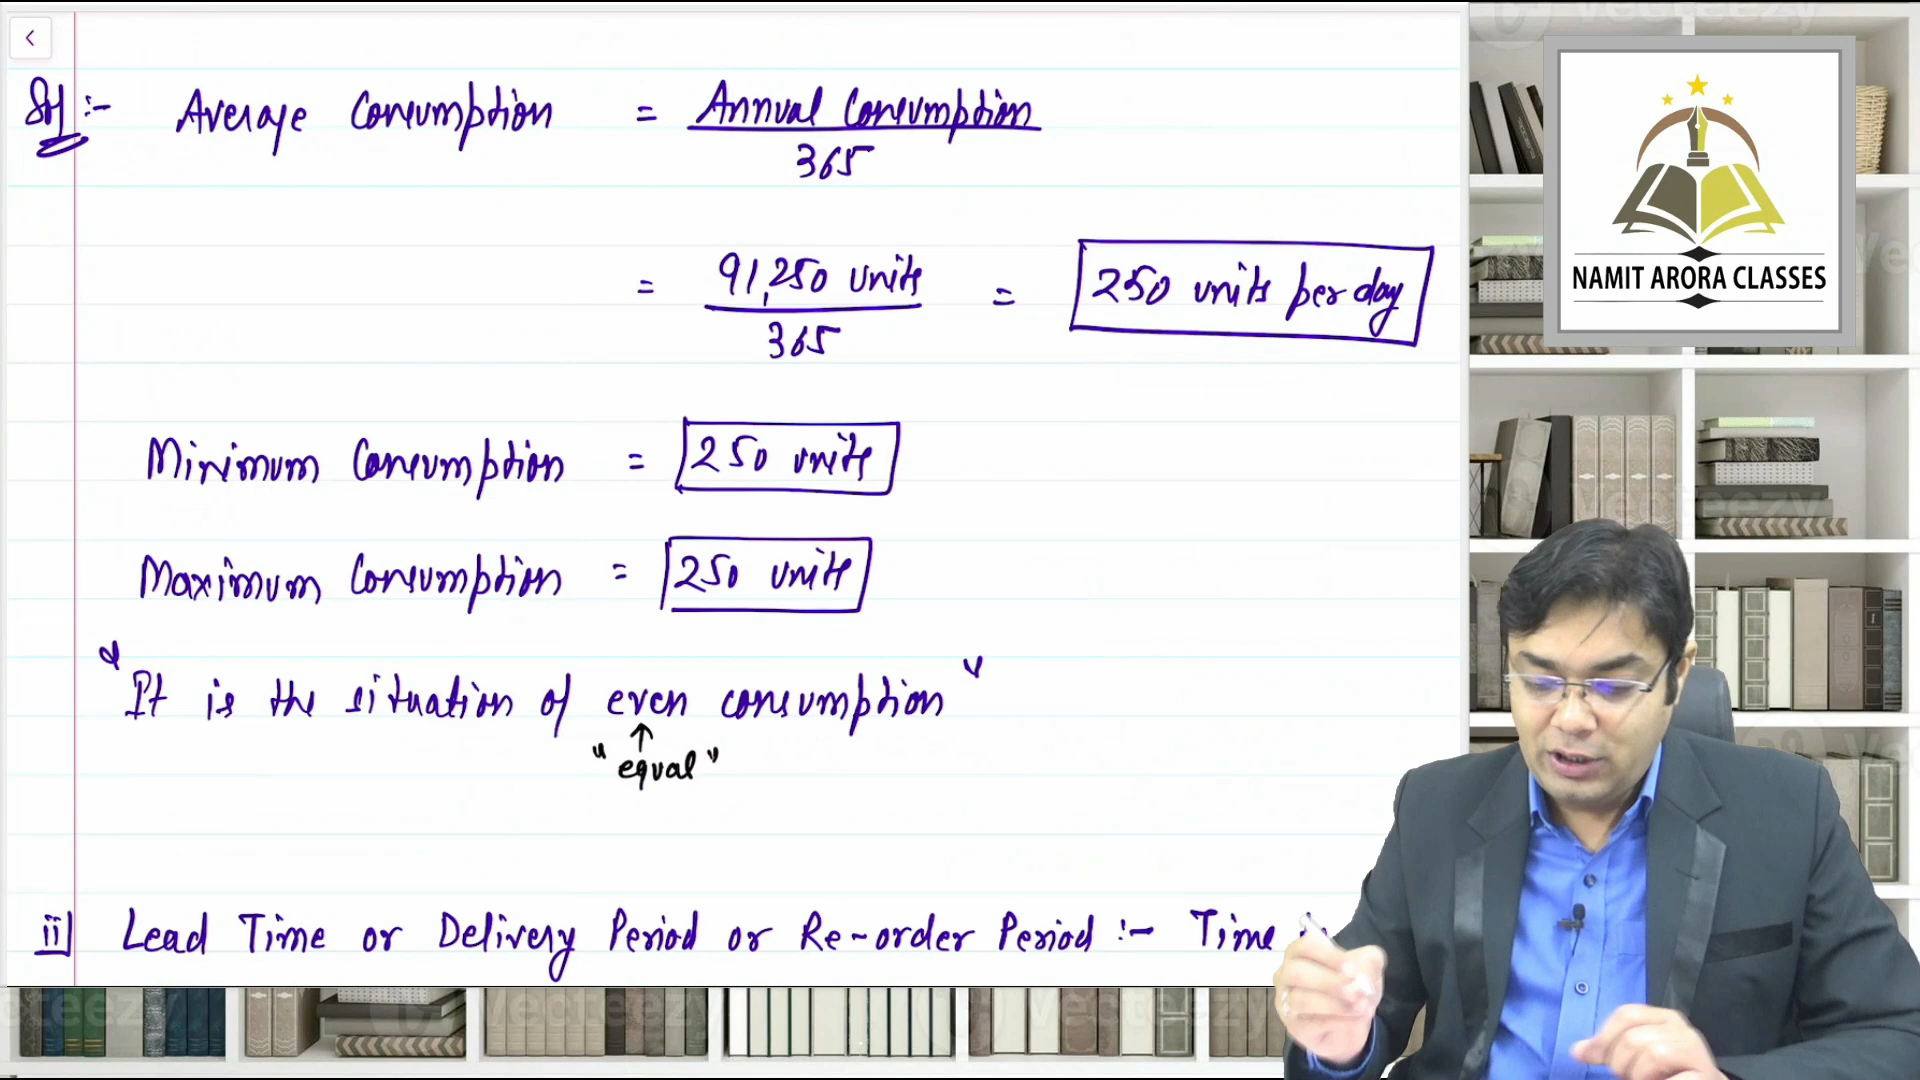 Sol :- Average Consumption = Annual Consumption
365
= 91,250 units = 250 units per day
365
Minimum Consumption = 250 units
Maximum Consumption = 250 units
"It is the situation of even consumption"
"equal"
ii] Lead Time or Delivery Period or Re-order Period :- Time
NAMIT ARORA CLASSES
Vecteezy